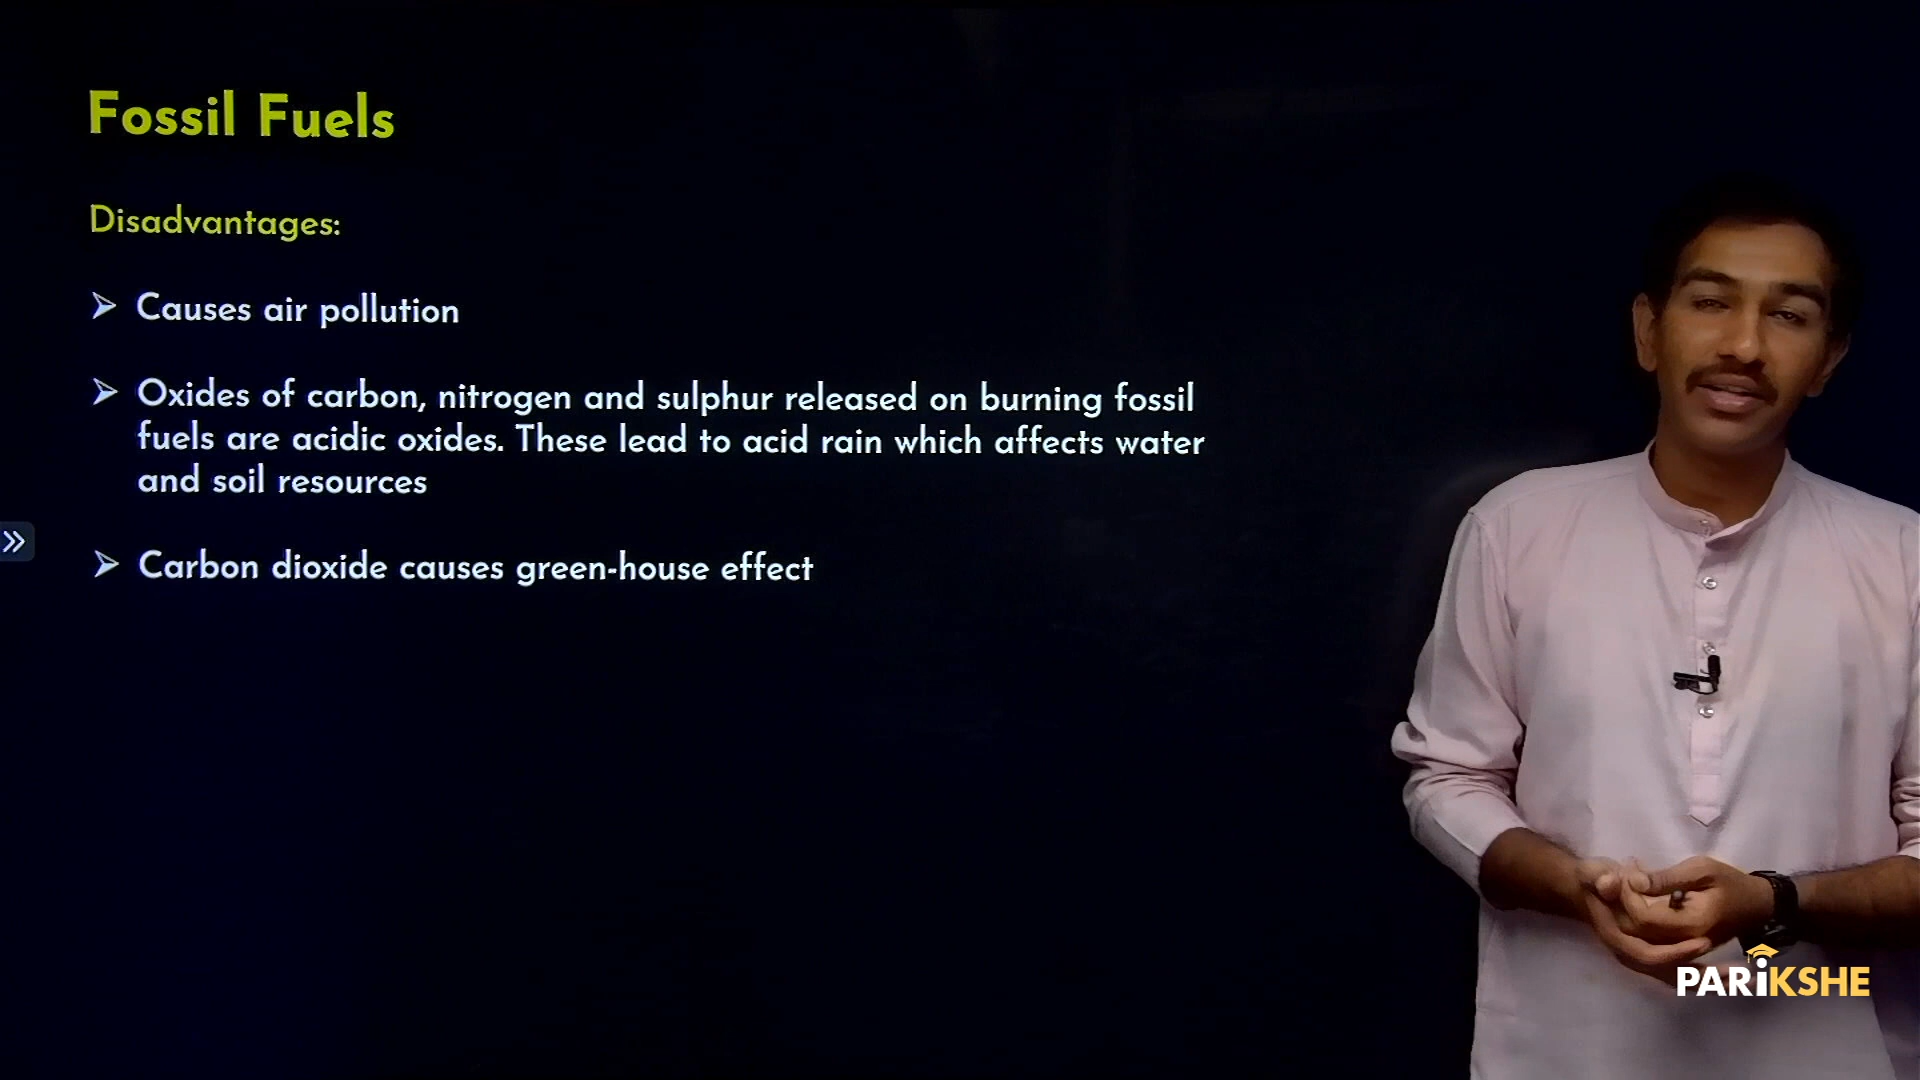 Fossil Fuels
Disadvantages:
➢ Causes air pollution
➢ Oxides of carbon, nitrogen and sulphur released on burning fossil
fuels are acidic oxides. These lead to acid rain which affects water
and soil resources
➢ Carbon dioxide causes green-house effect
PARiKSHE